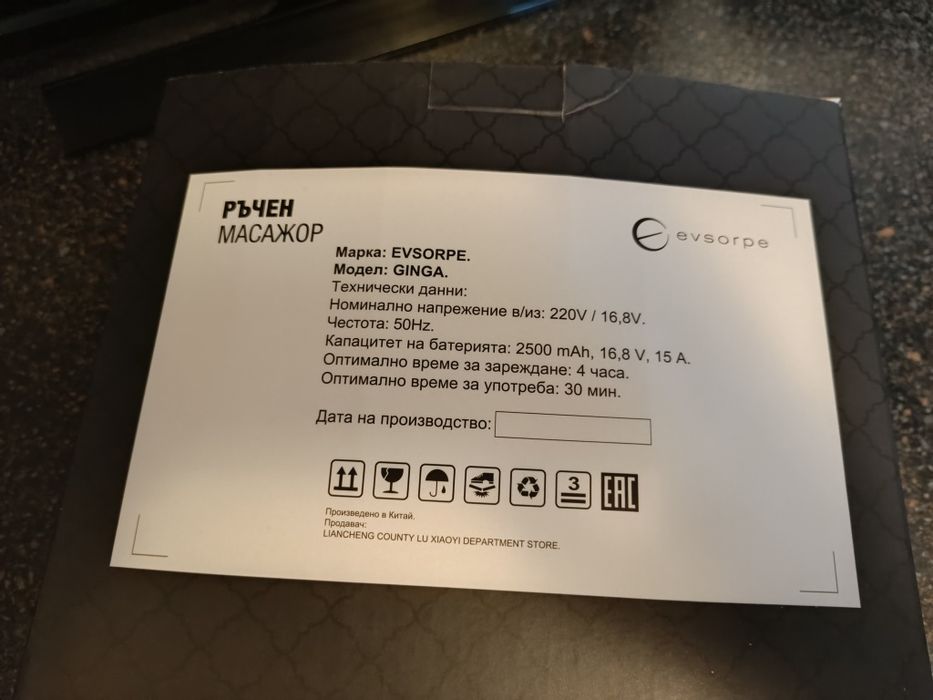 РЪЧЕН
МАСАЖОР
evsorpe
Марка: EVSORPE.
Модел: GINGA.
Технически данни:
Номинално напрежение в/из: 220V / 16,8V.
Честота: 50Hz.
Капацитет на батерията: 2500 mAh, 16,8 V, 15 A.
Оптимално време за зареждане: 4 часа.
Оптимално време за употреба: 30 мин.
Дата на производство:
3
EAC
Произведено в Китай.
Продавач:
LIANCHENG COUNTY LU XIAOYI DEPARTMENT STORE.